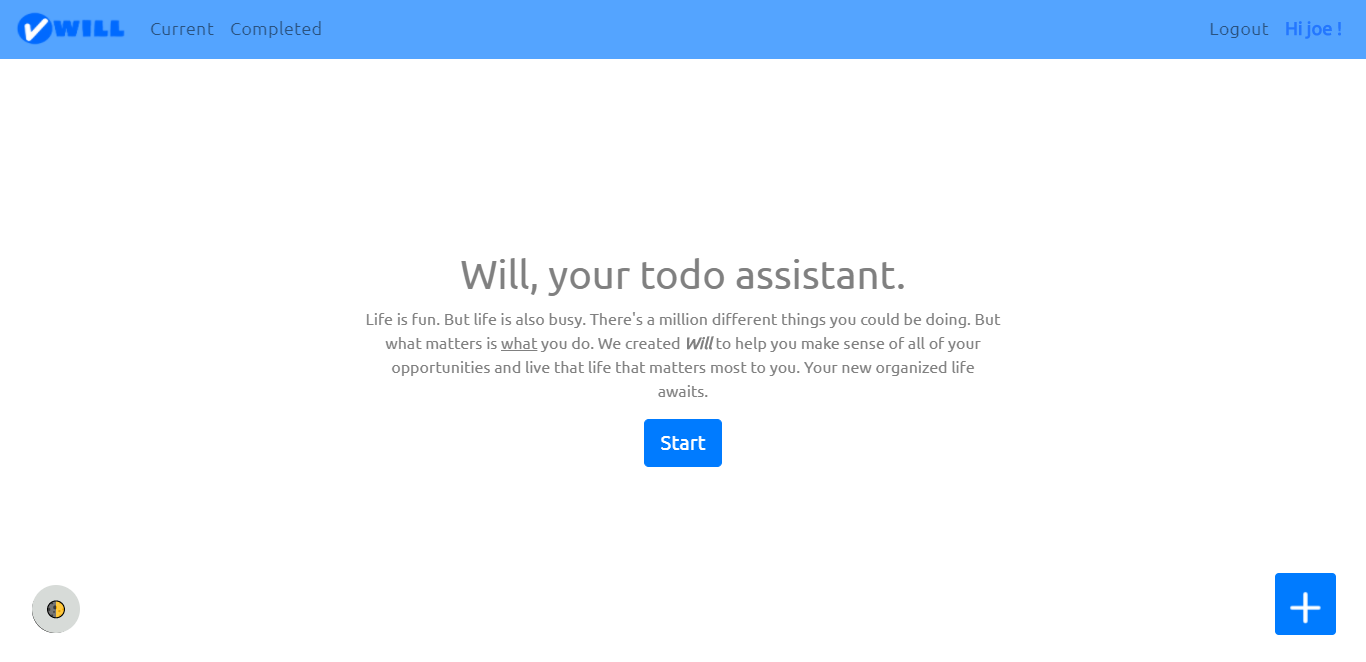 WILL Current Completed Logout Hi joe !
Will, your todo assistant.
Life is fun. But life is also busy. There's a million different things you could be doing. But
what matters is what you do. We created Will to help you make sense of all of your
opportunities and live that life that matters most to you. Your new organized life
awaits.
Start